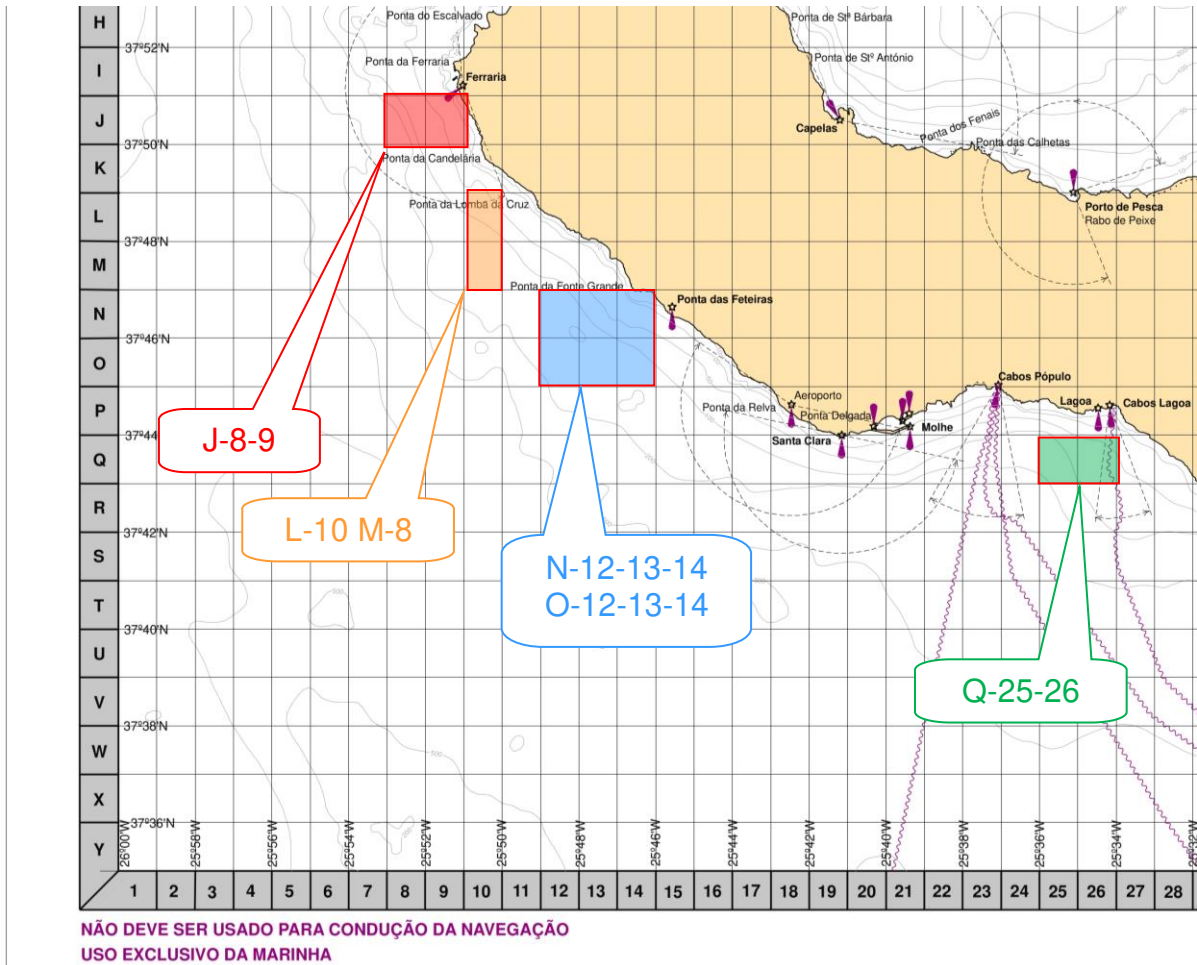 H
Ponta do Escalvado
Ponta de Stª Bárbara
37º52'N
I
Ponta da Ferraria
Ponta de Stº António
Ferraria
J
Capelas
Ponta dos Fenais
37º50'N
Ponta das Calhetas
K
Ponta da Candelária
L
Ponta da Lomba da Cruz
Porto de Pesca
Rabo de Peixe
37º48'N
M
Ponta da Fonte Grande
N
Ponta das Feteiras
37º46'N
O
Cabos Pópulo
Aeroporto
P
Ponta da Relva
Ponta Delgada
Lagoa
Cabos Lagoa
Molhe
37º44'
Santa Clara
J-8-9
Q
R
L-10 M-8
37º42'N
S
N-12-13-14
O-12-13-14
T
37º40'N
U
Q-25-26
V
37º38'N
W
X
37º36'N
Y
26º00'W 25º58'W 25º56'W 25º54'W 25º52'W 25º50'W 25º48'W 25º46'W 25º44'W 25º42'W 25º40'W 25º38'W 25º36'W 25º34'W 25º32'W
1 2 3 4 5 6 7 8 9 10 11 12 13 14 15 16 17 18 19 20 21 22 23 24 25 26 27 28
NÃO DEVE SER USADO PARA CONDUÇÃO DA NAVEGAÇÃO
USO EXCLUSIVO DA MARINHA